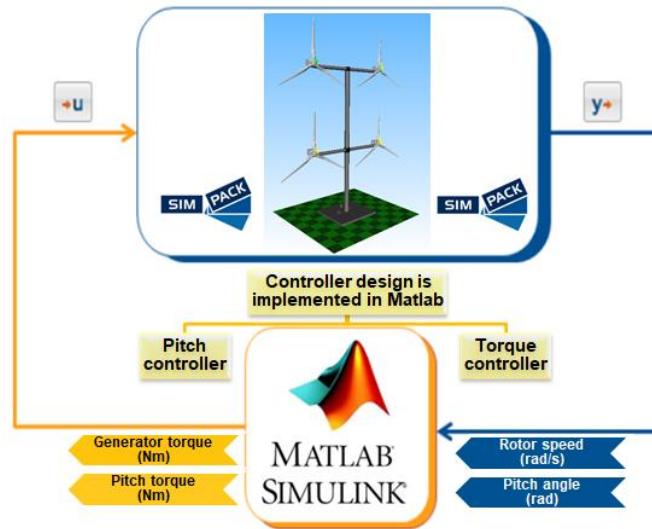 u
y
SIM PACK
SIM PACK
Controller design is
implemented in Matlab
Pitch
controller
Torque
controller
MATLAB®
SIMULINK®
Generator torque
(Nm)
Pitch torque
(Nm)
Rotor speed
(rad/s)
Pitch angle
(rad)